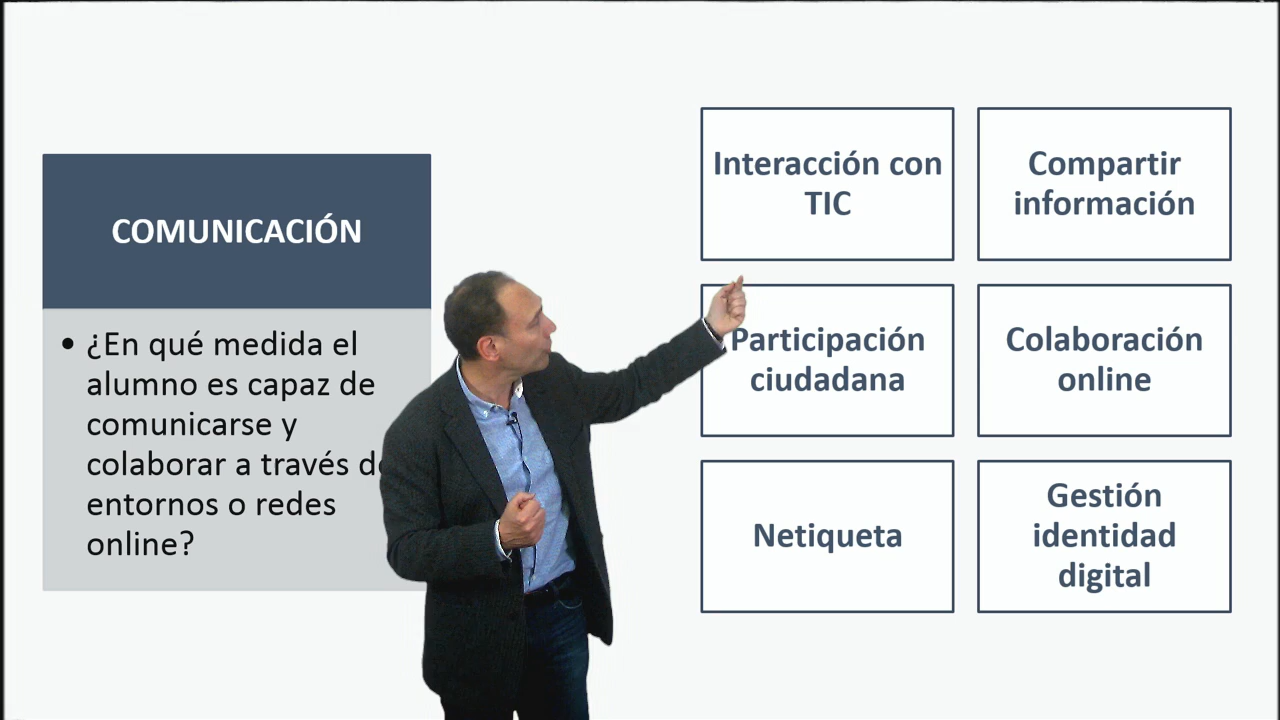 COMUNICACIÓN
• ¿En qué medida el
alumno es capaz de
comunicarse y
colaborar a través de
entornos o redes
online?
Interacción con
TIC
Compartir
información
Participación
ciudadana
Colaboración
online
Netiqueta
Gestión
identidad
digital